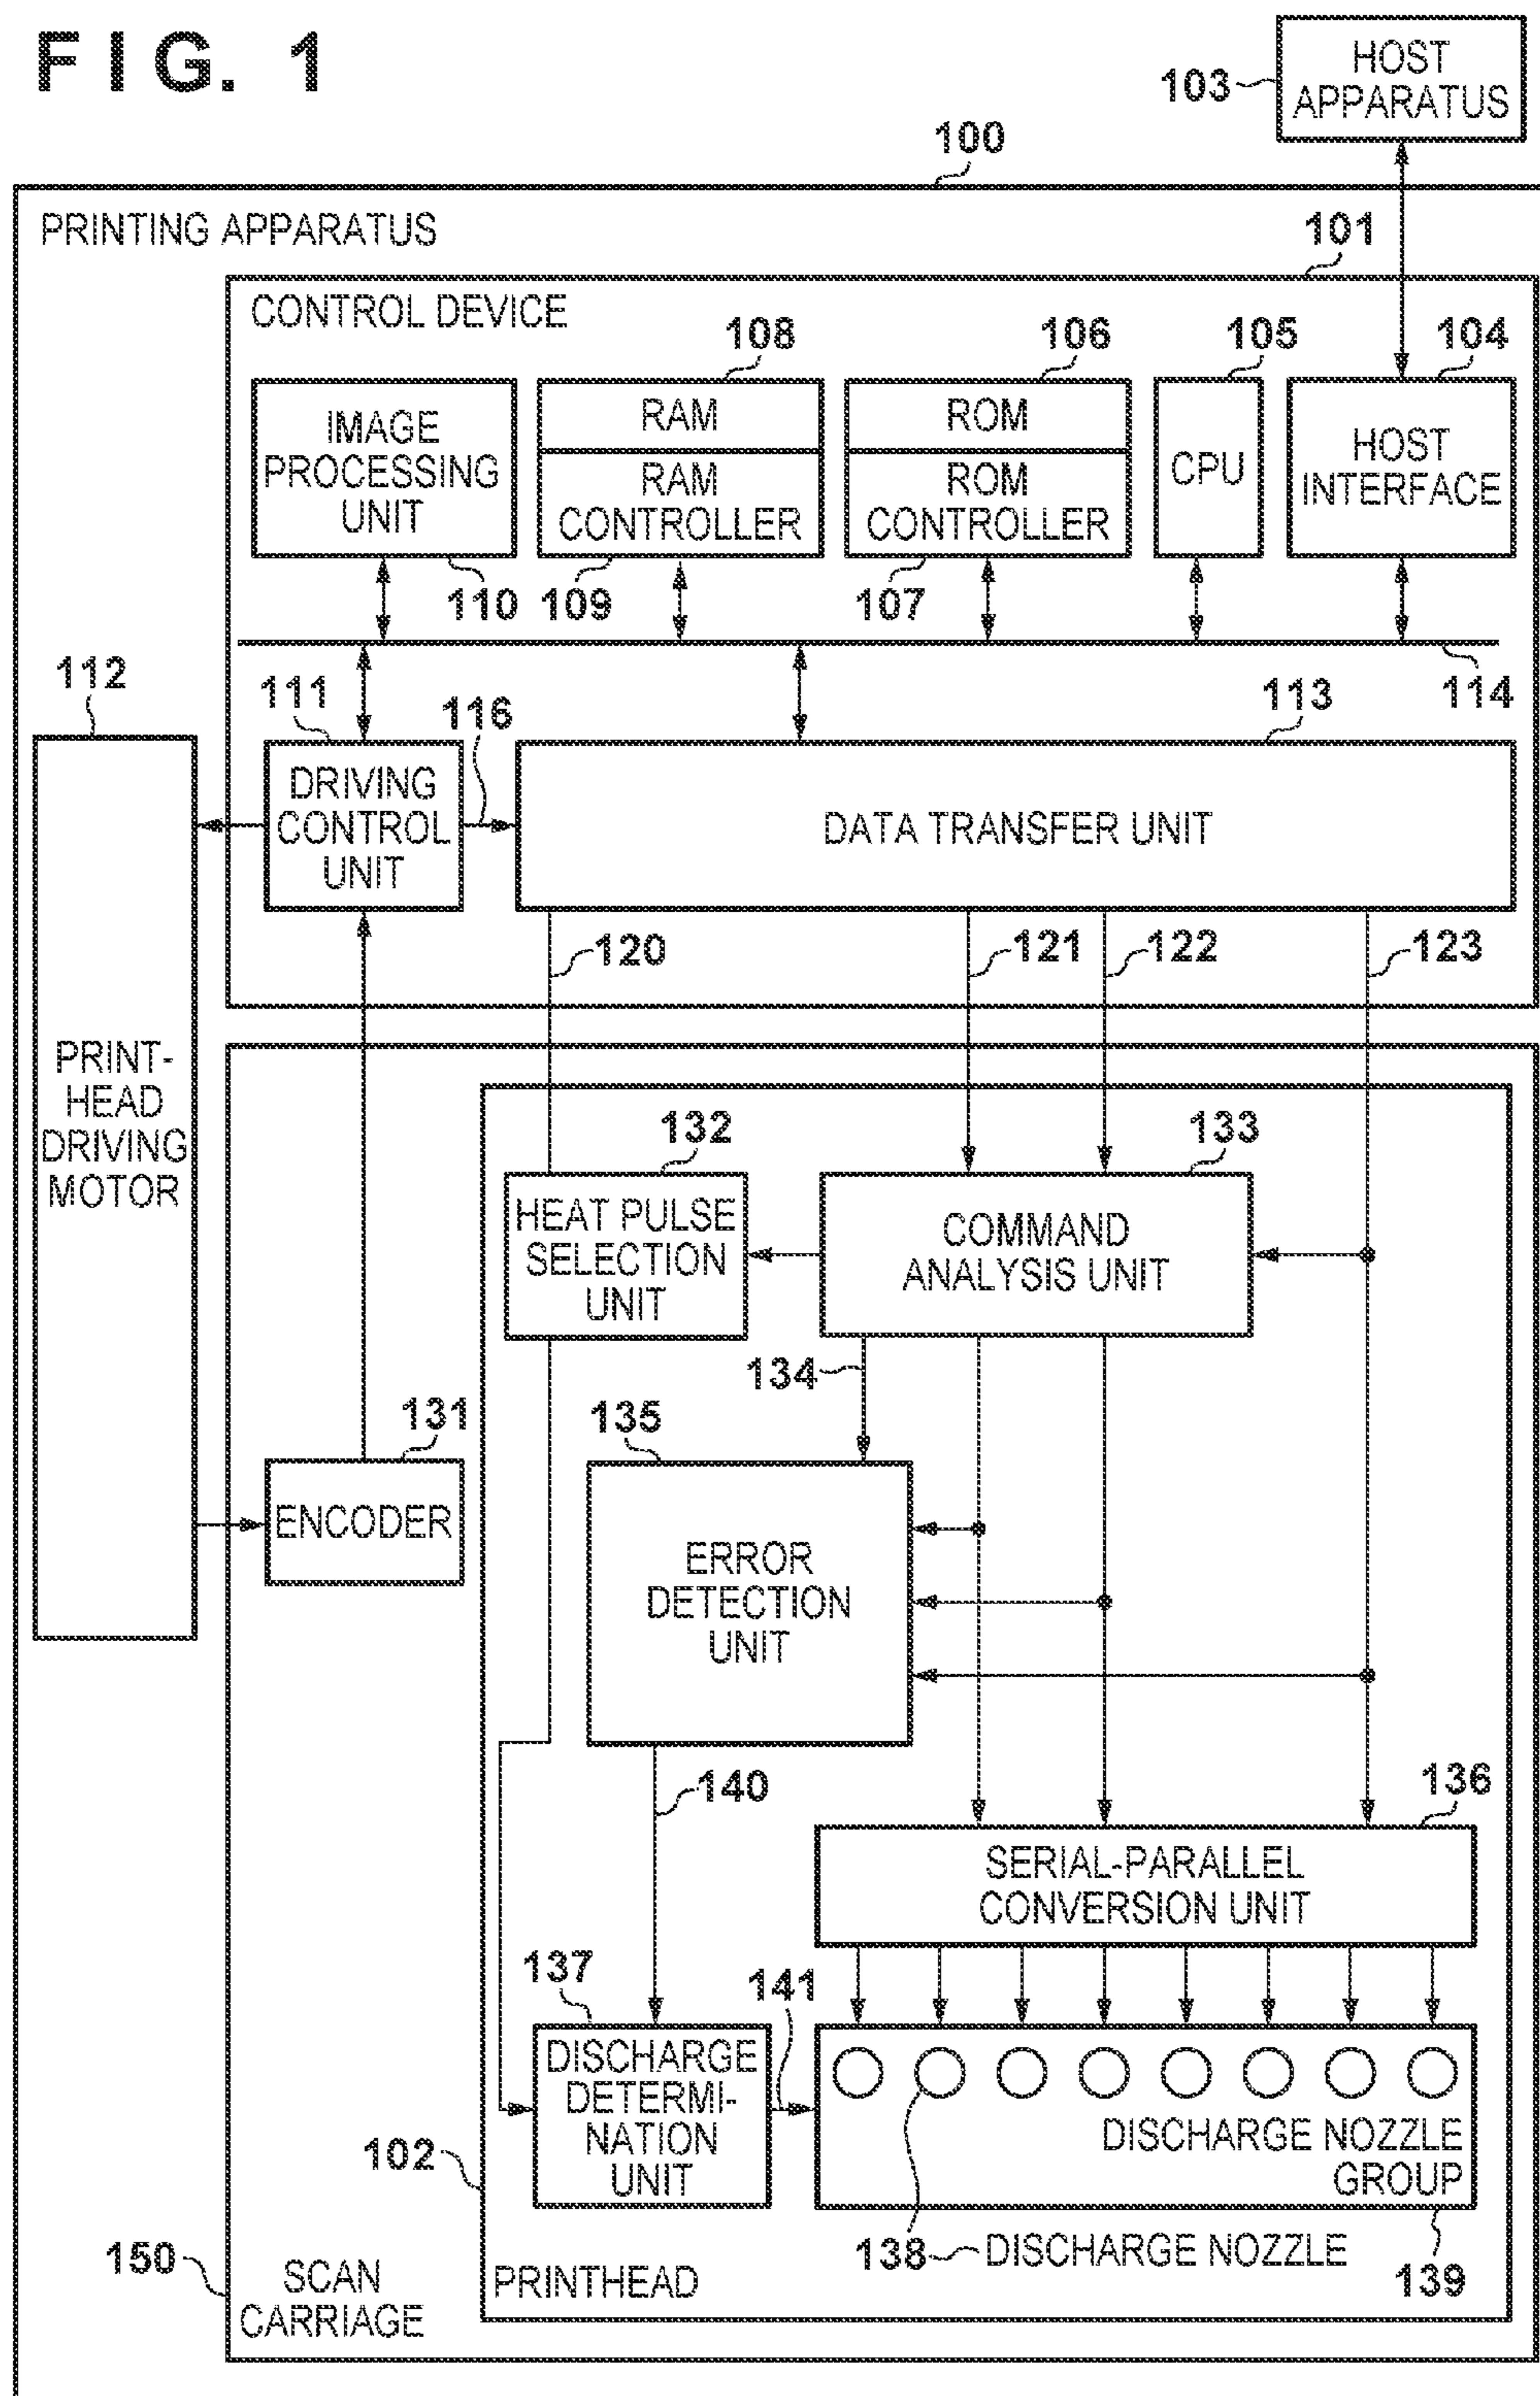 FIG. 1
HOST
APPARATUS
103
100
PRINTING APPARATUS
101
CONTROL DEVICE
108
106
105
104
IMAGE
PROCESSING
UNIT
RAM
RAM
CONTROLLER
ROM
ROM
CONTROLLER
CPU
HOST
INTERFACE
110
109
107
114
112
111
116
113
DRIVING
CONTROL
UNIT
DATA TRANSFER UNIT
120
121
122
123
PRINT-
HEAD
DRIVING
MOTOR
132
133
HEAT PULSE
SELECTION
UNIT
COMMAND
ANALYSIS UNIT
134
131
135
ENCODER
ERROR
DETECTION
UNIT
140
136
SERIAL-PARALLEL
CONVERSION UNIT
137
141
DISCHARGE
DETERMI-
NATION
UNIT
DISCHARGE NOZZLE
GROUP
102
138
DISCHARGE NOZZLE
139
150
SCAN
CARRIAGE
PRINTHEAD